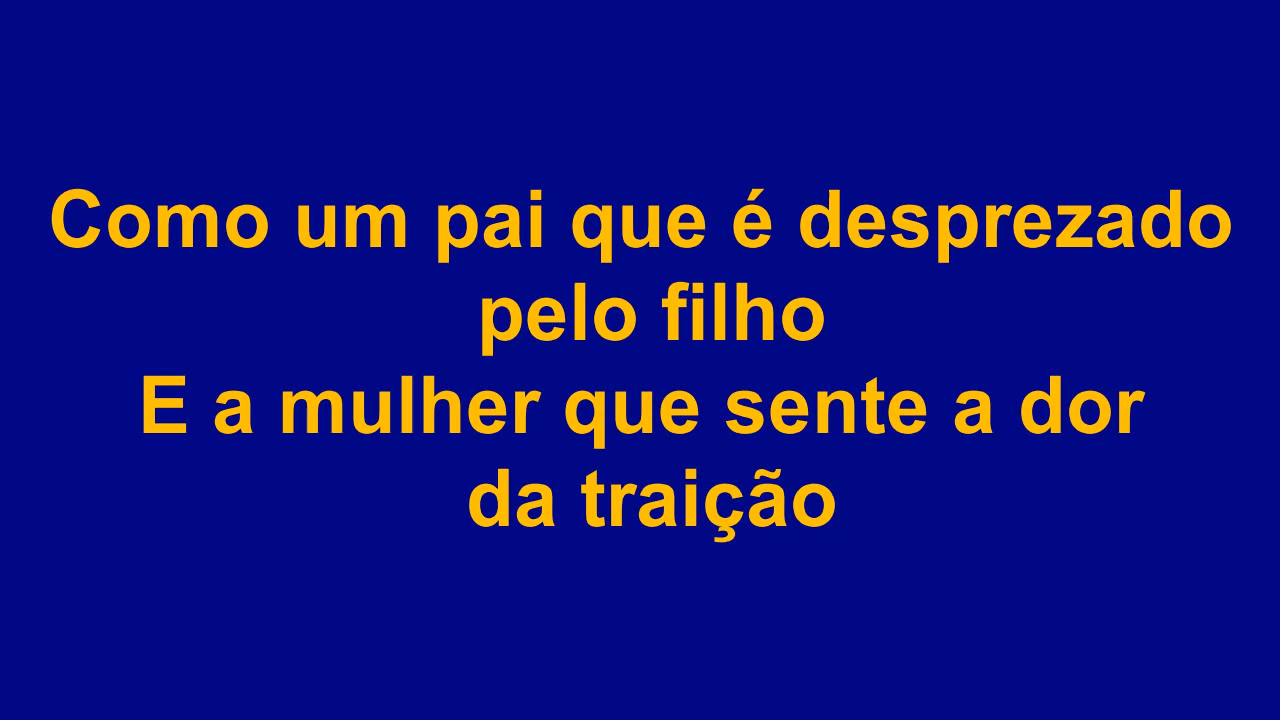 Como um pai que é desprezado
pelo filho
E a mulher que sente a dor
da traição